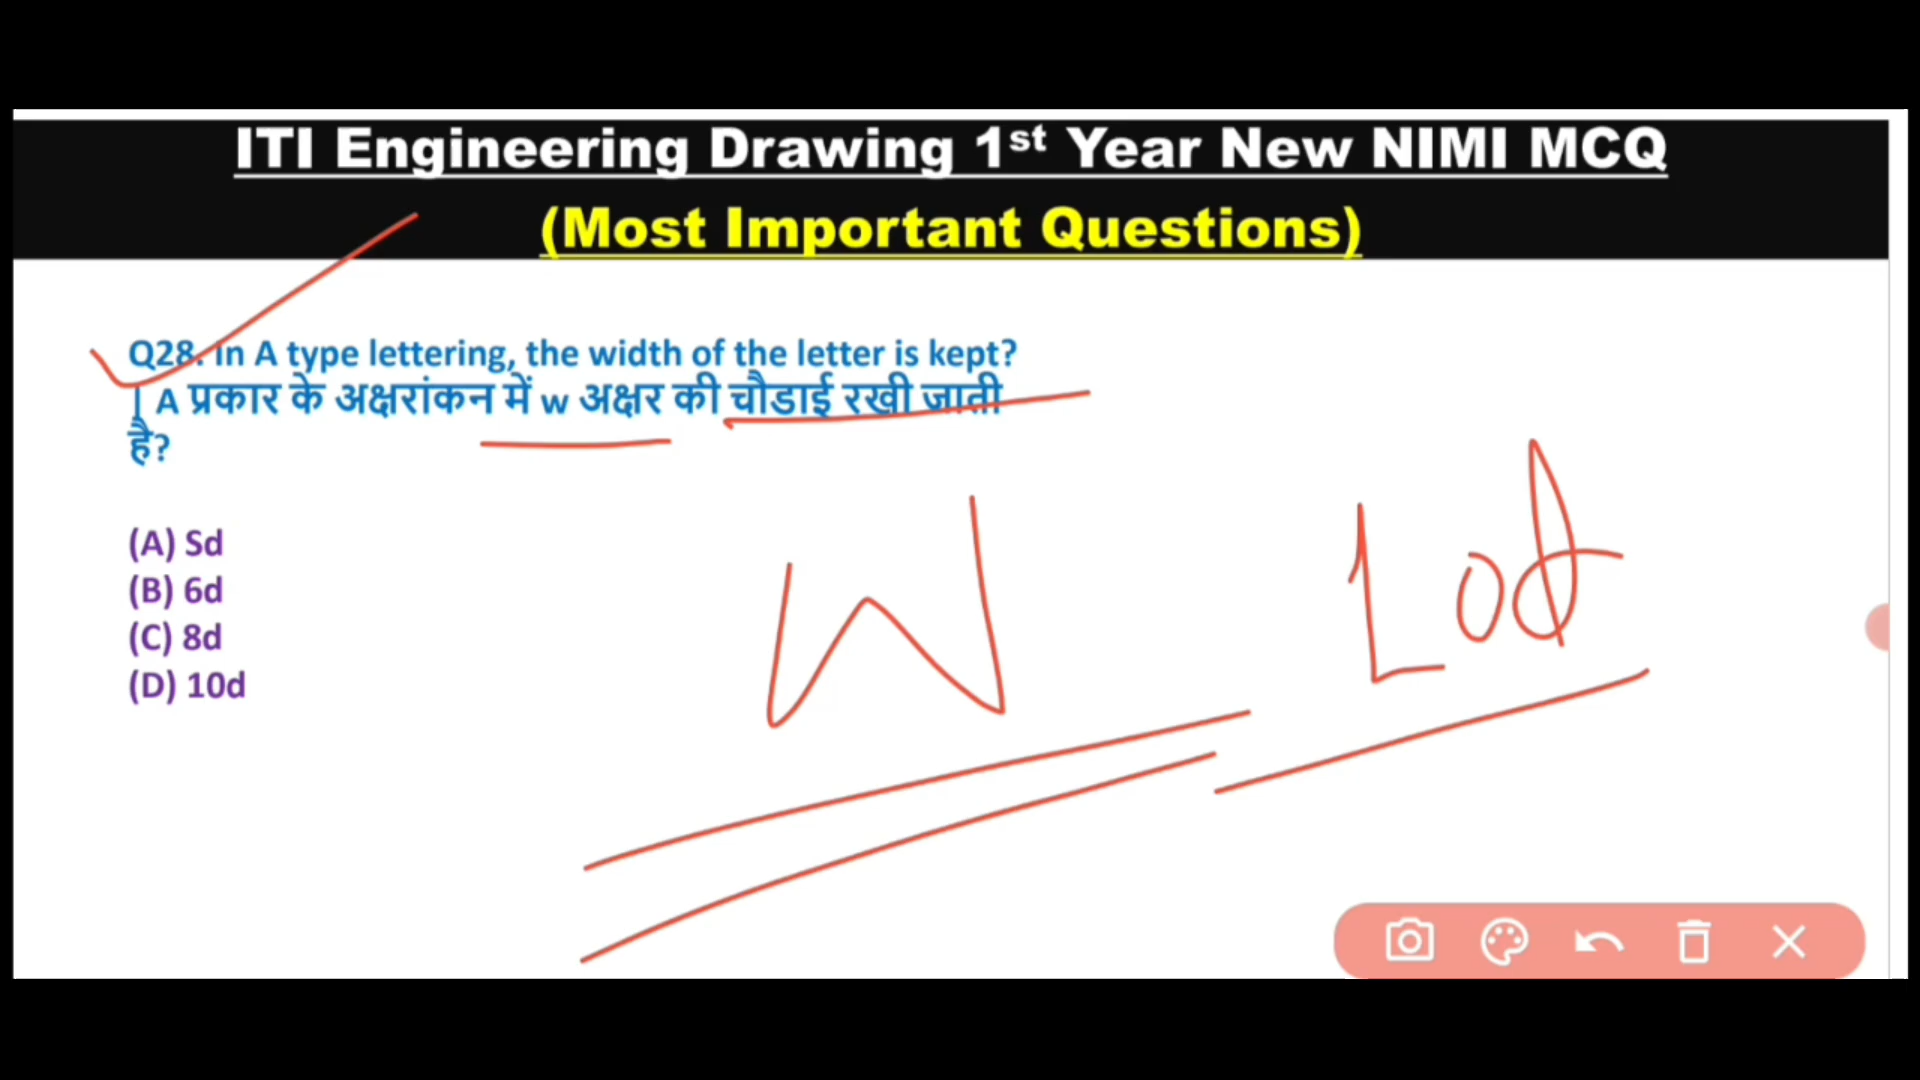 ITI Engineering Drawing 1st Year New NIMI MCQ
(Most Important Questions)
Q28. In A type lettering, the width of the letter is kept?
| A प्रकार के अक्षरांकन में w अक्षर की चौडाई रखी जाती
है?
(A) Sd
(B) 6d
(C) 8d
(D) 10d
W
10d